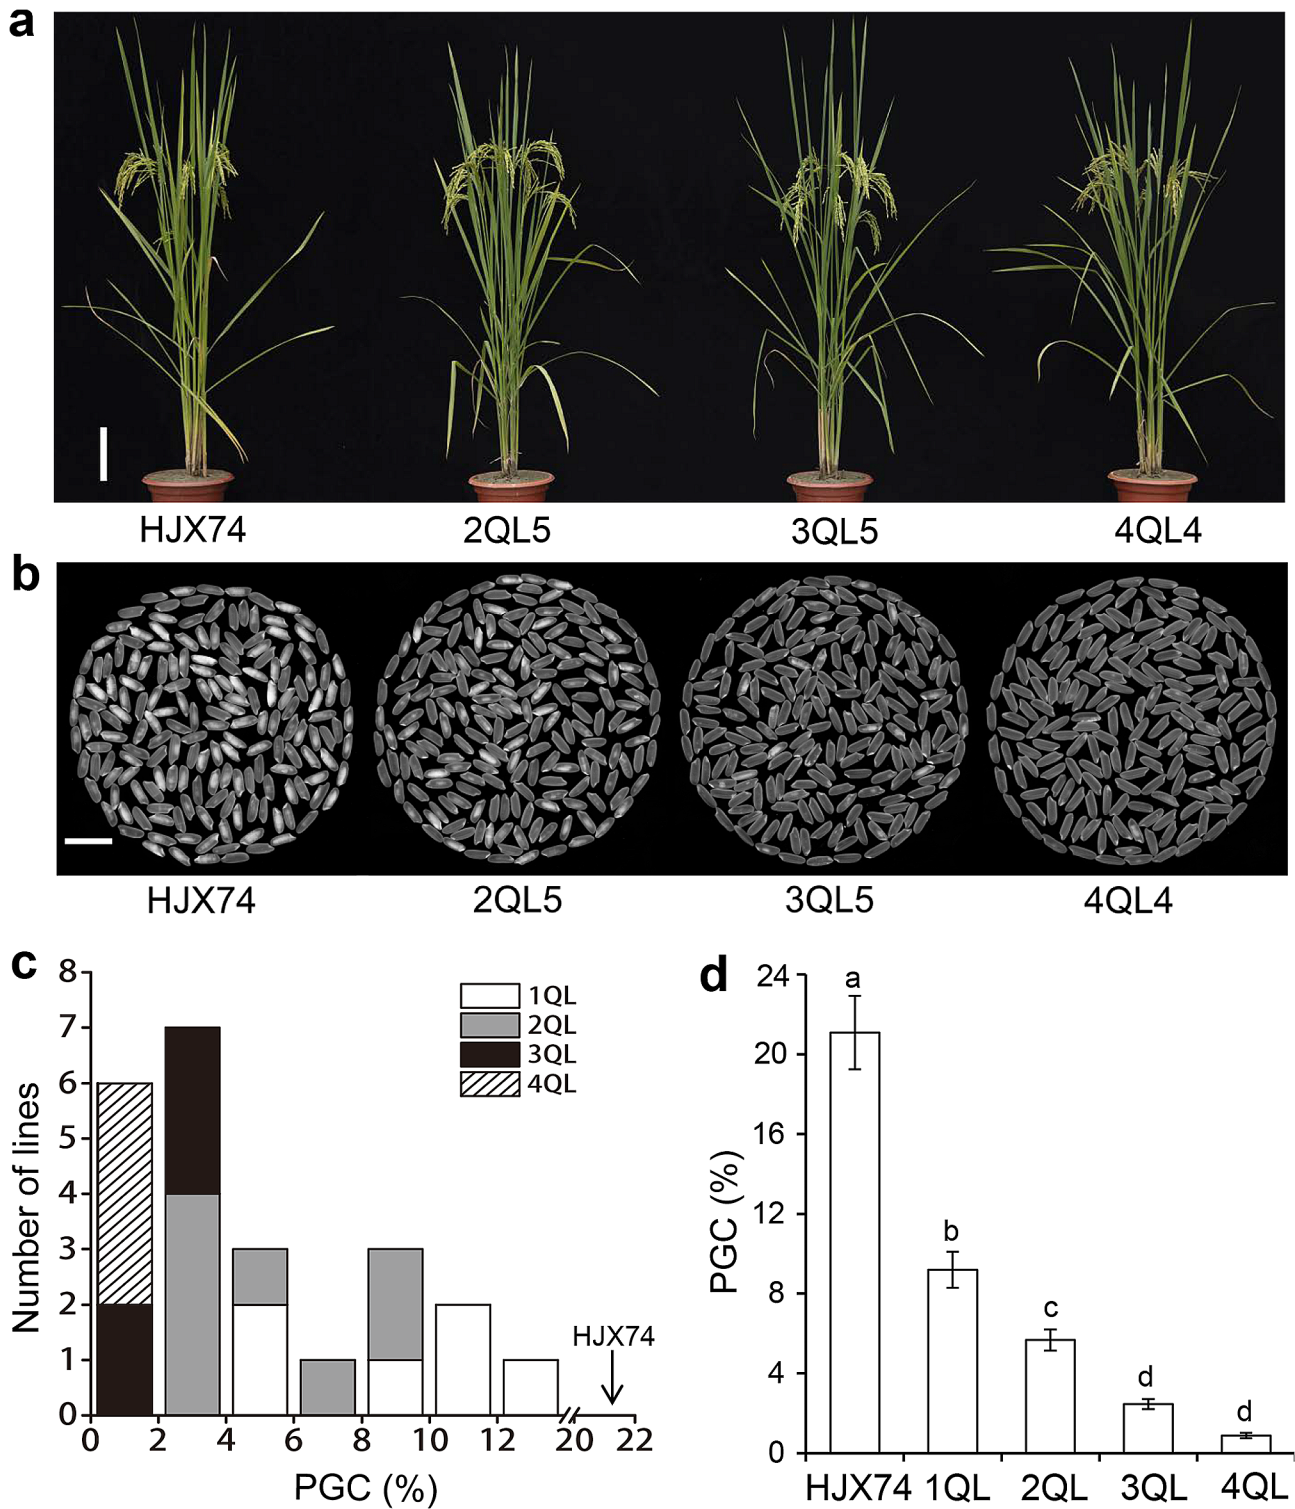 a
HJX74 2QL5 3QL5 4QL4
b
HJX74 2QL5 3QL5 4QL4
c
8
7
6
5
4
3
2
1
0
Number of lines
1QL
2QL
3QL
4QL
HJX74
0 2 4 6 8 10 12 20 22
PGC (%)
d
24
20
16
12
8
4
0
PGC (%)
a
b
c
d
d
HJX74 1QL 2QL 3QL 4QL